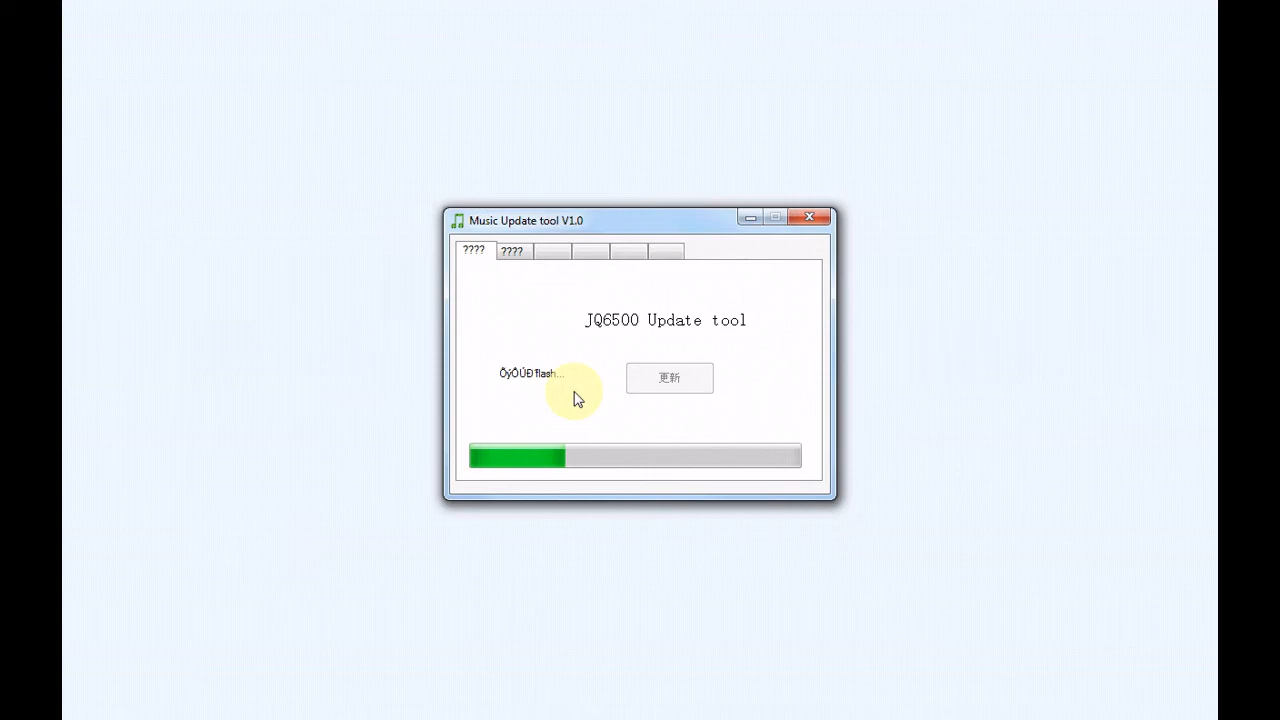 Music Update tool V1.0
???? ????
JQ6500 Update tool
ÕýÔÚÐ´flash...
更新